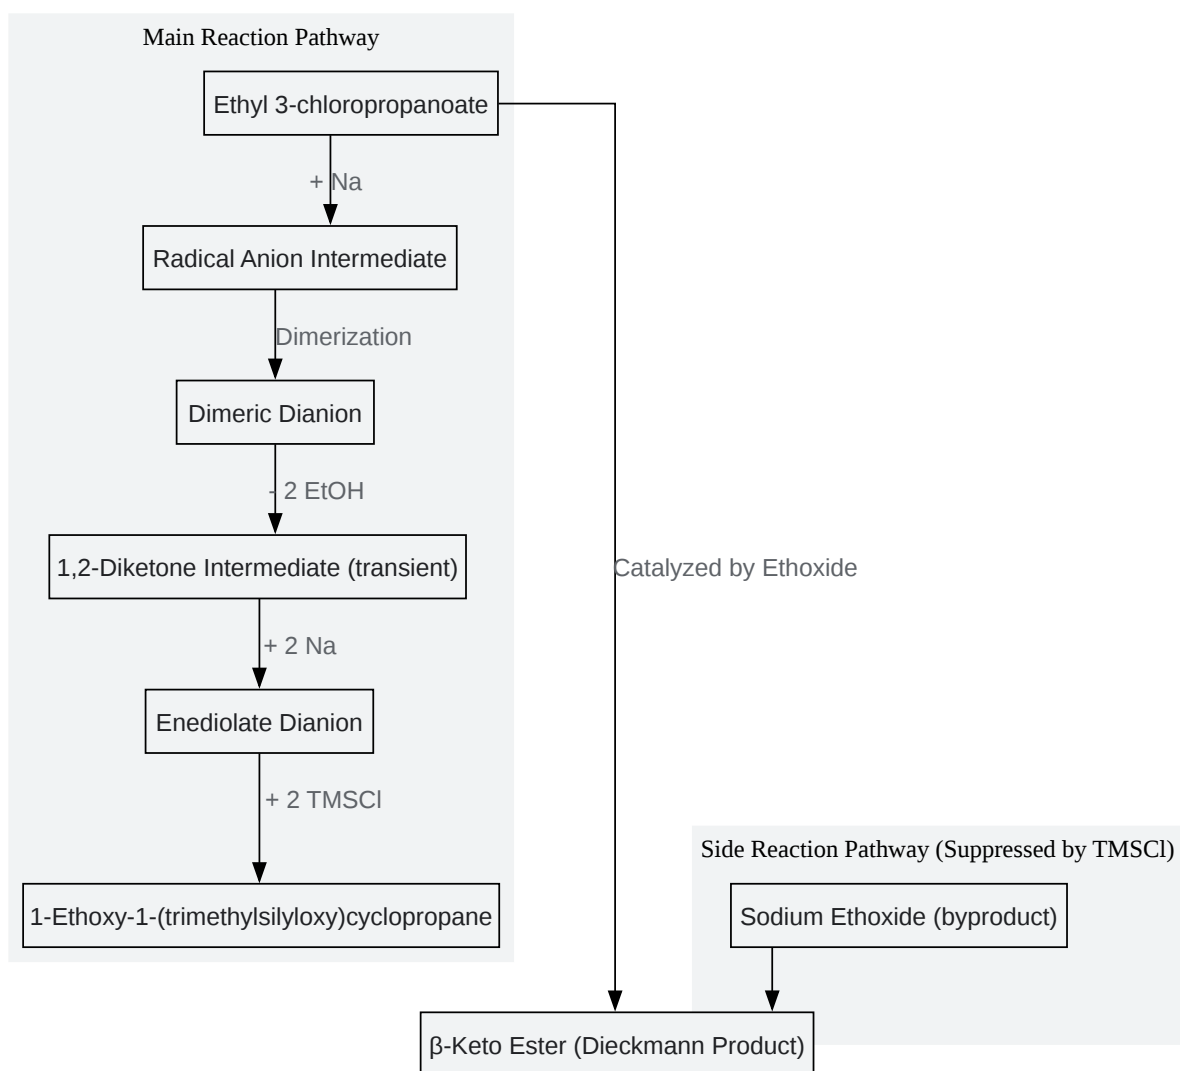 Main Reaction Pathway
Ethyl 3-chloropropanoate
+ Na
Radical Anion Intermediate
Dimerization
Dimeric Dianion
- 2 EtOH
1,2-Diketone Intermediate (transient)
Catalyzed by Ethoxide
+ 2 Na
Enediolate Dianion
+ 2 TMSCl
Side Reaction Pathway (Suppressed by TMSCl)
1-Ethoxy-1-(trimethylsilyloxy)cyclopropane
Sodium Ethoxide (byproduct)
β-Keto Ester (Dieckmann Product)